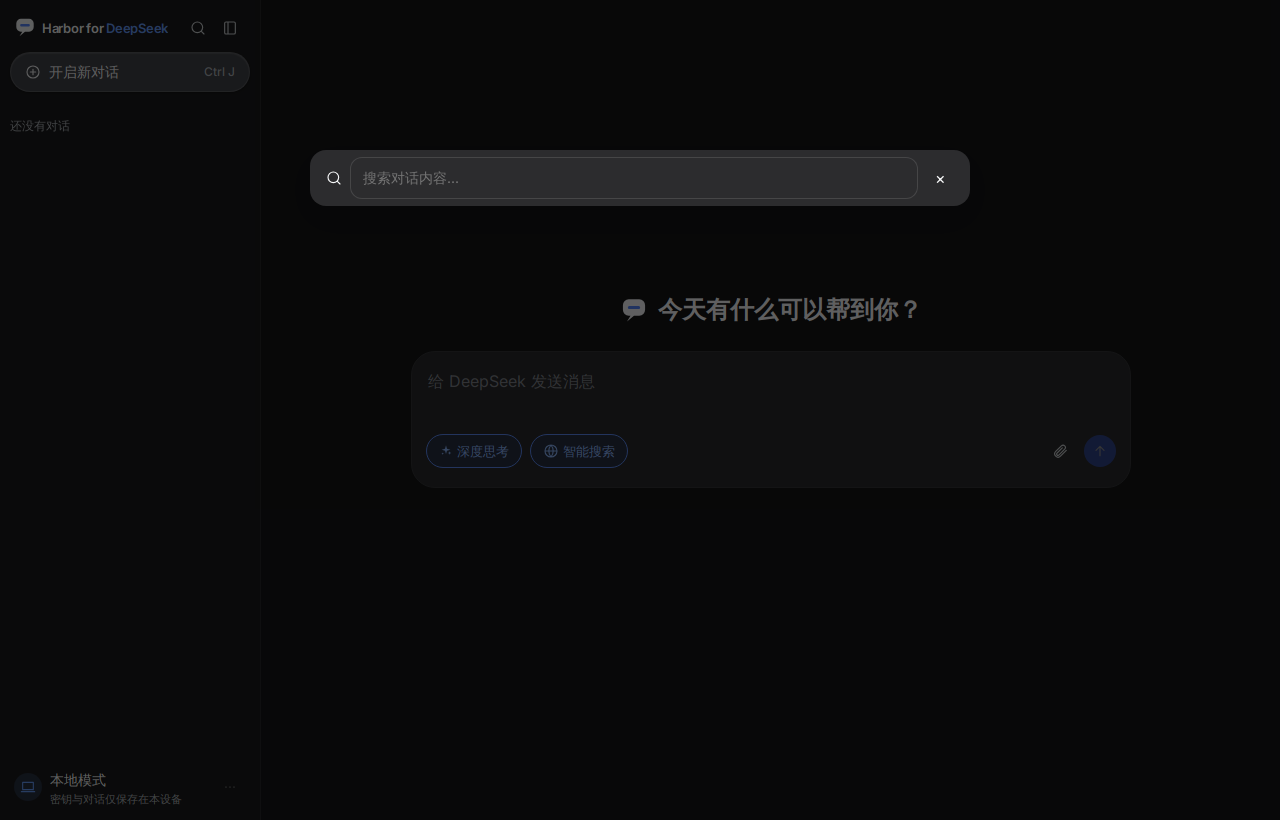 Harbor for DeepSeek
开启新对话 Ctrl J
还没有对话
搜索对话内容...
×
今天有什么可以帮到你？
给 DeepSeek 发送消息
深度思考 智能搜索
本地模式
密钥与对话仅保存在本设备
...